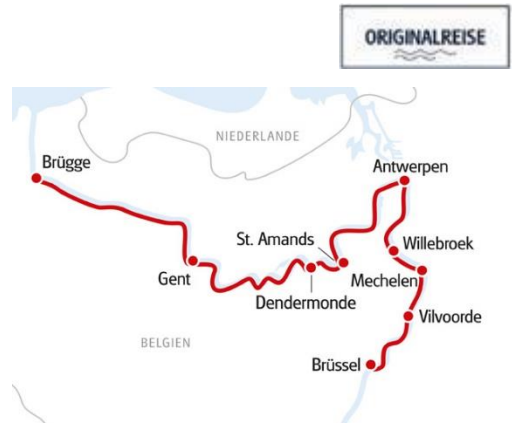 ORIGINALREISE
NIEDERLANDE
Brügge
Antwerpen
St. Amands
Willebroek
Gent
Mechelen
Dendermonde
Vilvoorde
BELGIEN
Brüssel